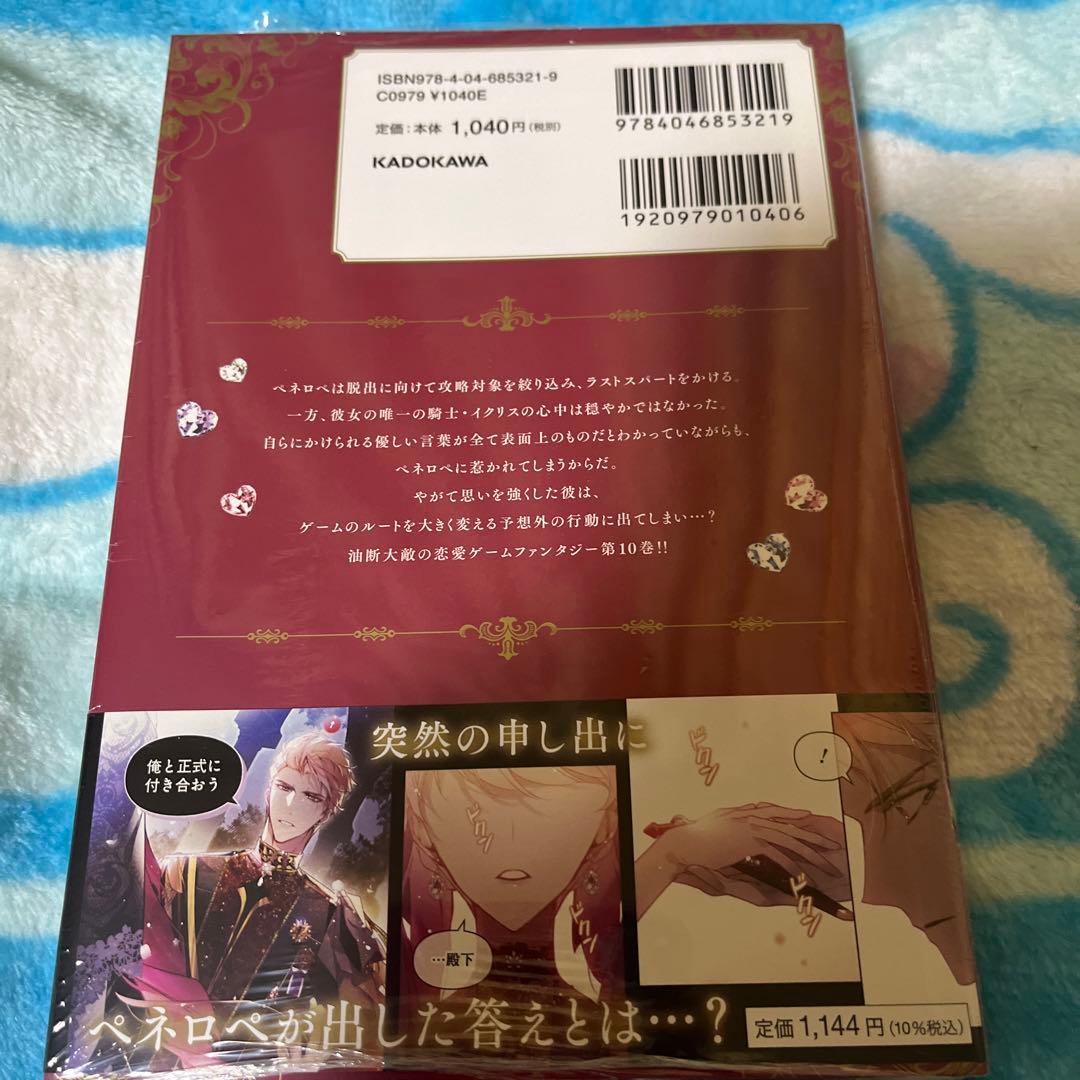 ISBN978-4-04-685321-9
C0979 ¥1040E
定価：本体 1,040円（税別）
KADOKAWA
9784046853219
1920979010406
ペネロペは脱出に向けて攻略対象を絞り込み、ラストスパートをかける。
一方、彼女の唯一の騎士・イクリスの心中は穏やかではなかった。
自らにかけられる優しい言葉が全て表面上のものだとわかっていながらも、
ペネロペに惹かれてしまうからだ。
やがて思いを強くした彼は、
ゲームのルートを大きく変える予想外の行動に出てしまい…？
油断大敵の恋愛ゲームファンタジー第10巻!!
突然の申し出に
俺と正式に
付き合おう
ドクン
ドクン
…殿下
ドクン
ドクン
！
ペネロペが出した答えとは…？
定価 1,144円（10%税込）